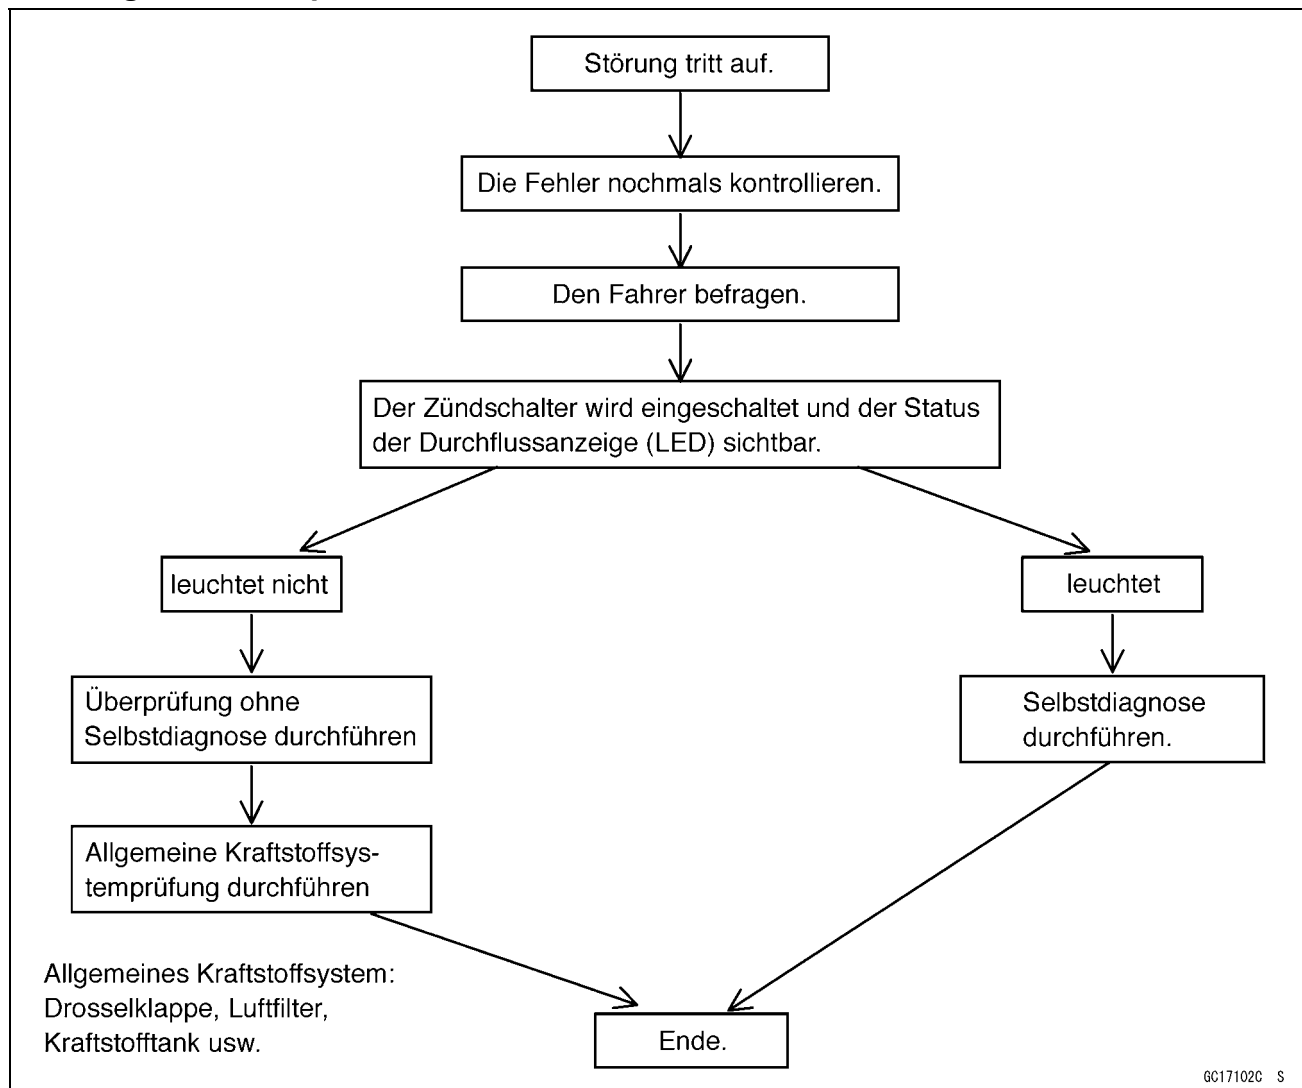 Störung tritt auf.
Die Fehler nochmals kontrollieren.
Den Fahrer befragen.
Der Zündschalter wird eingeschaltet und der Status
der Durchflussanzeige (LED) sichtbar.
leuchtet nicht
leuchtet
Überprüfung ohne
Selbstdiagnose durchführen
Selbstdiagnose
durchführen.
Allgemeine Kraftstoffsys-
temprüfung durchführen
Allgemeines Kraftstoffsystem:
Drosselklappe, Luftfilter,
Kraftstofftank usw.
Ende.
GC17102C S